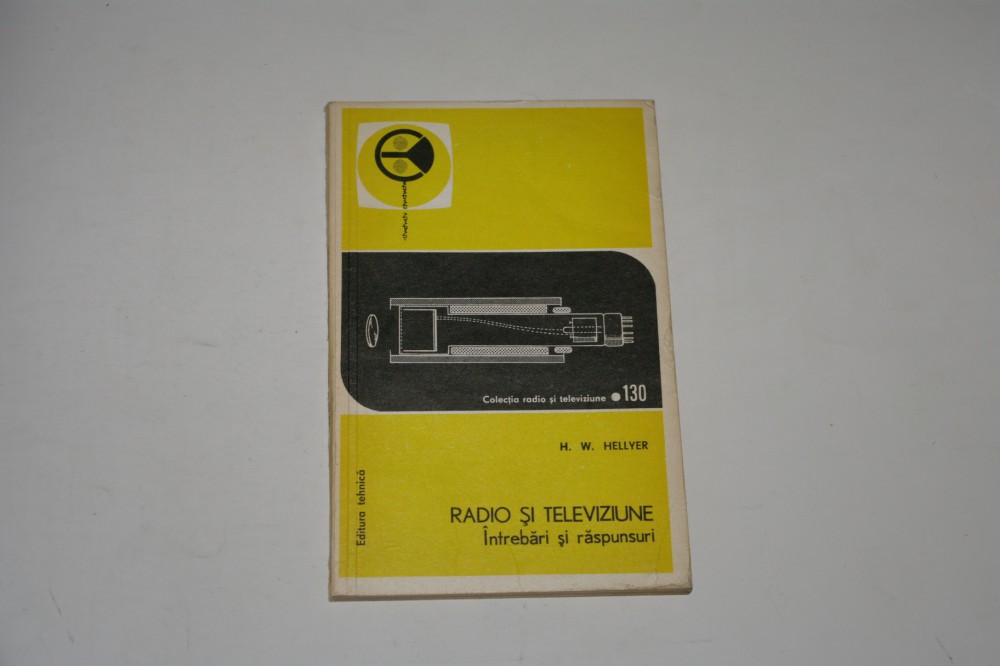 Colecția radio și televiziune ● 130
H. W. HELLYER
Editura tehnică
RADIO ȘI TELEVIZIUNE
Întrebări și răspunsuri